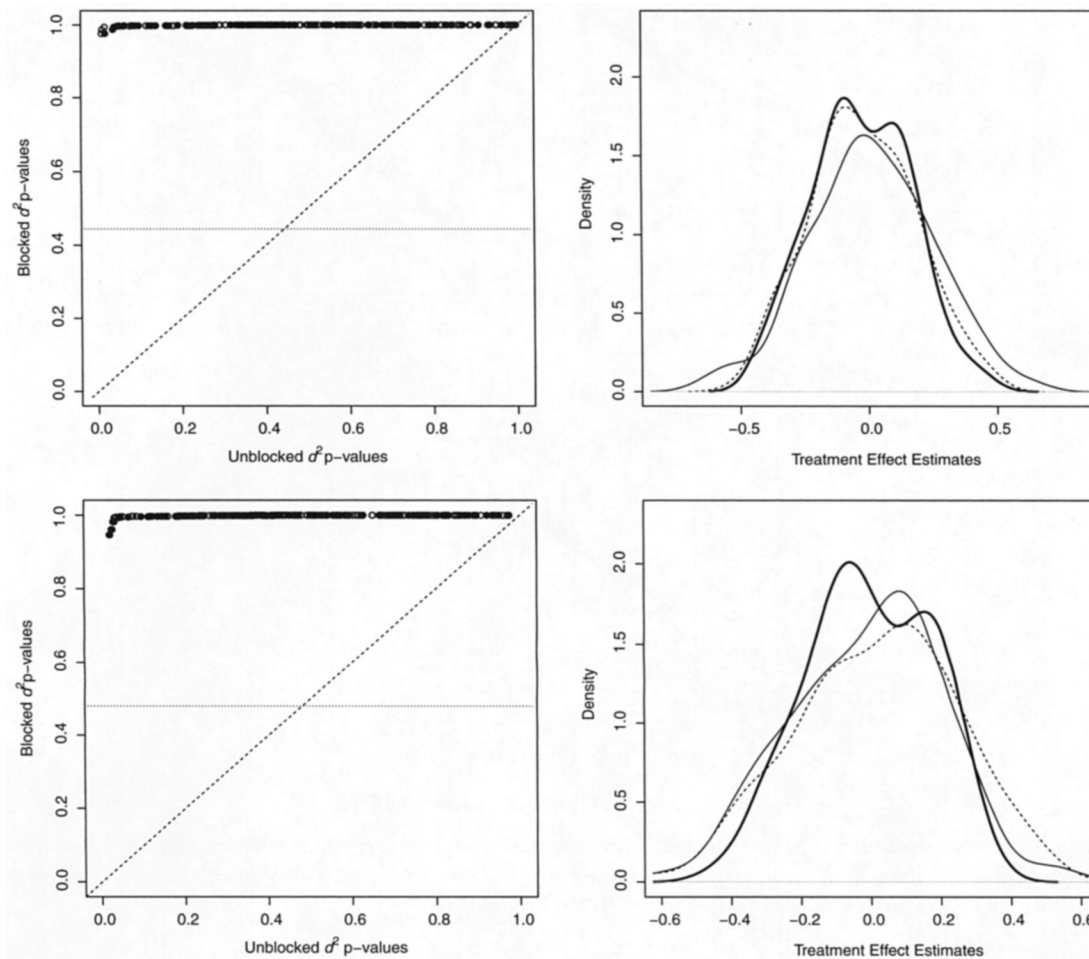 1.0
0.8
0.6
0.4
0.2
0.0
Blocked d²p-values
0.0 0.2 0.4 0.6 0.8 1.0
Unblocked d²p-values
2.0
1.5
1.0
0.5
0.0
Density
-0.5 0.0 0.5
Treatment Effect Estimates
1.0
0.8
0.6
0.4
0.2
0.0
Blocked d²p-values
0.0 0.2 0.4 0.6 0.8 1.0
Unblocked d² p-values
2.0
1.5
1.0
0.5
0.0
Density
-0.6 -0.4 -0.2 0.0 0.2 0.4 0.6
Treatment Effect Estimates